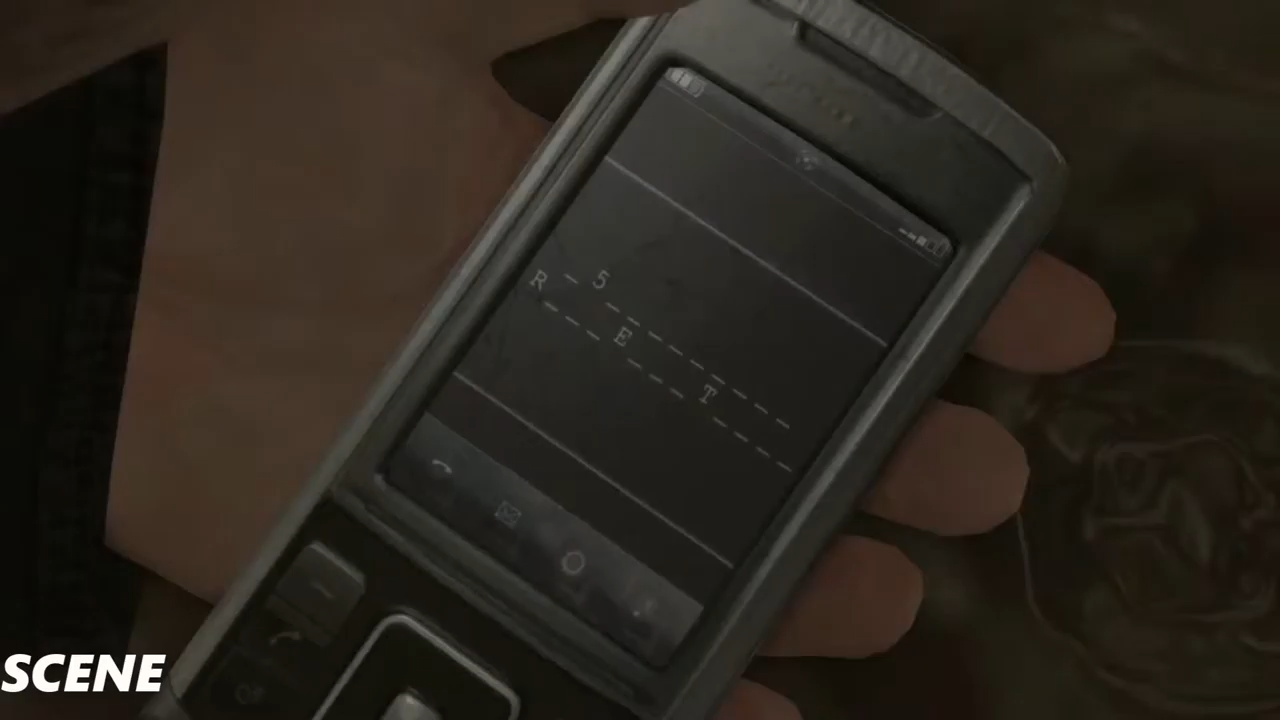 _ 5 _ _ _ _ _ _ _ _ _
R _ _ _ E _ _ _ T _ _ _ _
SCENE